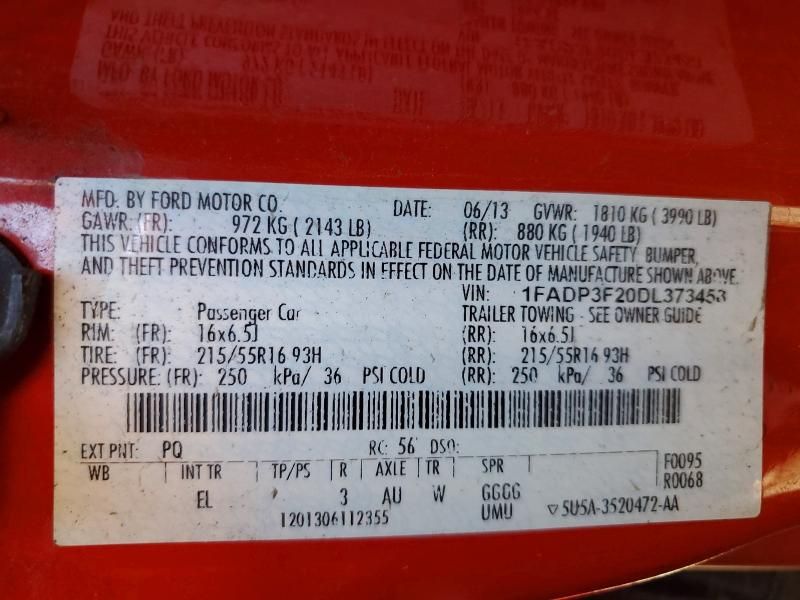 MFD. BY FORD MOTOR CO. DATE: 06/13 GVWR: 1810 KG ( 3990 LB)
GAWR: (FR): 972 KG ( 2143 LB) (RR): 880 KG ( 1940 LB)
THIS VEHICLE CONFORMS TO ALL APPLICABLE FEDERAL MOTOR VEHICLE SAFETY, BUMPER,
AND THEFT PREVENTION STANDARDS IN EFFECT ON THE DATE OF MANUFACTURE SHOWN ABOVE.
VIN: 1FADP3F20DL373453
TYPE: Passenger Car TRAILER TOWING - SEE OWNER GUIDE
RIM: (FR): 16x6.5J (RR): 16x6.5J
TIRE: (FR): 215/55R16 93H (RR): 215/55R16 93H
PRESSURE: (FR): 250 kPa/ 36 PSI COLD (RR): 250 kPa/ 36 PSI COLD
EXT PNT: PQ RC: 56 DSO: F0095
WB INT TR TP/PS R AXLE TR SPR R0068
EL 3 AU W GGGG
1201306112355 UMU ▽5U5A-3520472-AA